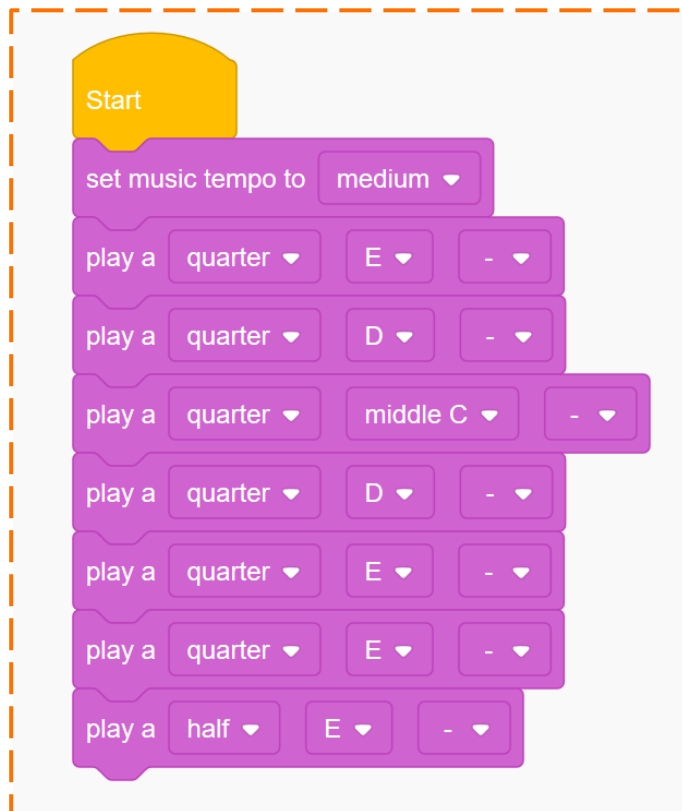 Start
set music tempo to medium
play a quarter E -
play a quarter D -
play a quarter middle C -
play a quarter D -
play a quarter E -
play a quarter E -
play a half E -